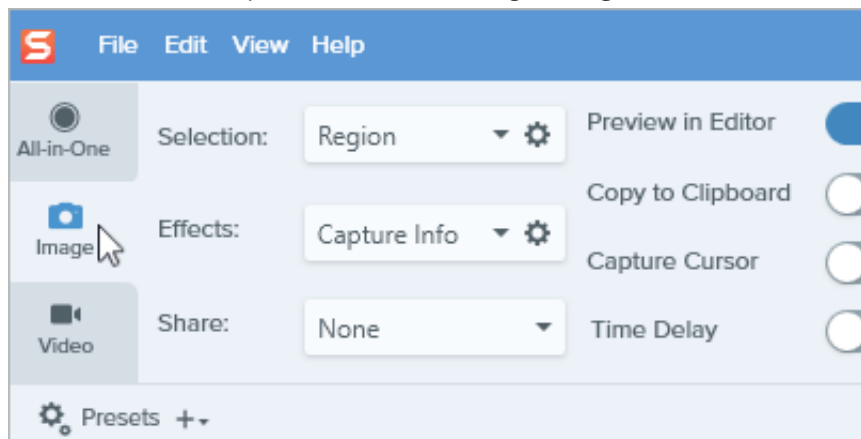 File Edit View Help
All-in-One
Selection: Region
Preview in Editor
Copy to Clipboard
Image
Effects: Capture Info
Capture Cursor
Video
Share: None
Time Delay
Presets